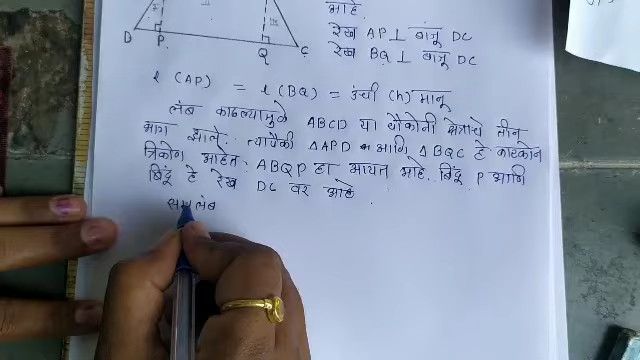 आहे.
रेख AP ⊥ बाजू DC
रेख BQ ⊥ बाजू DC
D P Q C
l (AP) = l (BQ) = उंची (h) मानू
लंब काढल्यामुळे ABCD या चौकोनी क्षेत्राचे तीन
भाग झाले. त्यापैकी △APD आणि △BQC हे काटकोन
त्रिकोण आहेत. ABQP हा आयत आहे. बिंदू P आणि
बिंदू हे रेख DC वर आहे.
समलंब